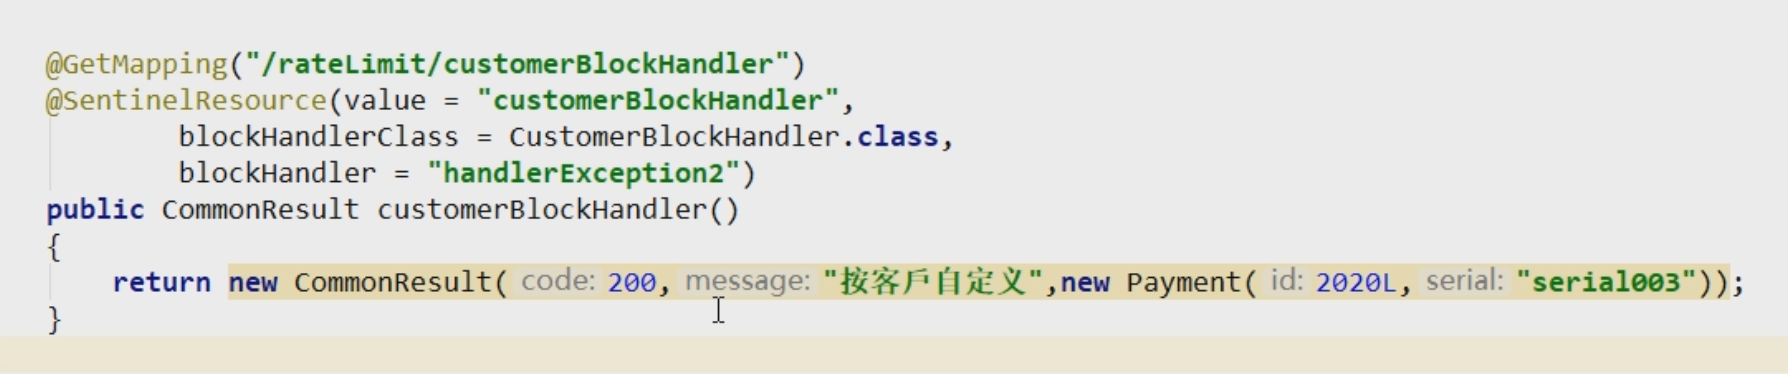 @GetMapping("/rateLimit/customerBlockHandler")
@SentinelResource(value = "customerBlockHandler",
blockHandlerClass = CustomerBlockHandler.class,
blockHandler = "handlerException2")
public CommonResult customerBlockHandler()
{
return new CommonResult( code: 200, message: "按客戶自定义",new Payment( id: 2020L, serial: "serial003"));
}